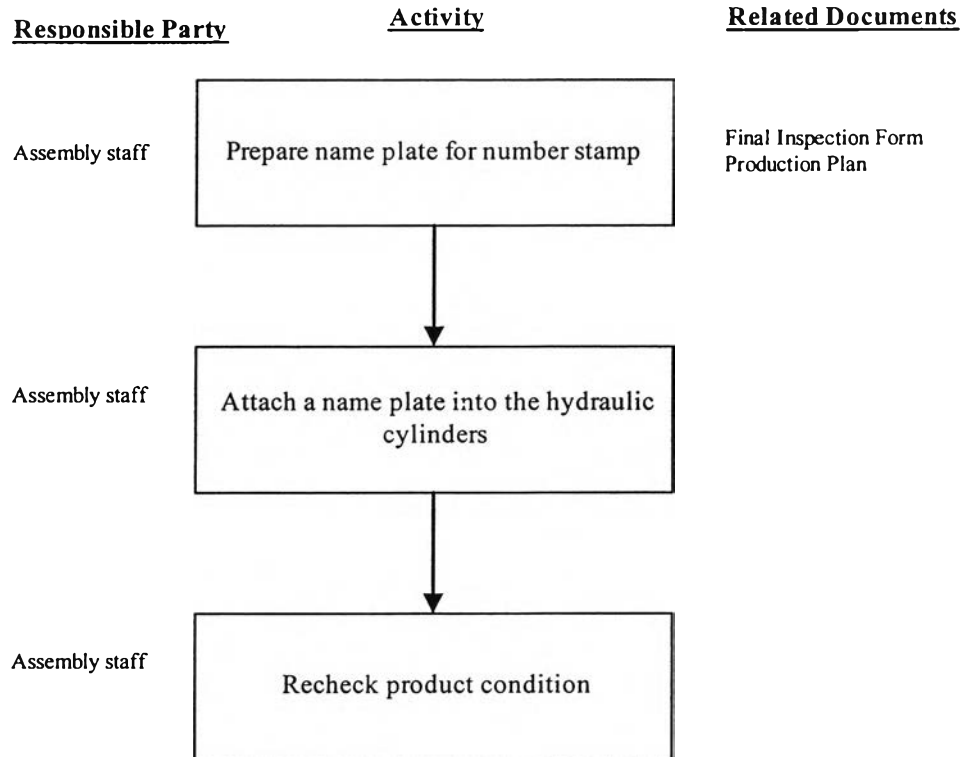 Responsible Party
Activity
Related Documents
Assembly staff
Prepare name plate for number stamp
Final Inspection Form
Production Plan
Assembly staff
Attach a name plate into the hydraulic
cylinders
Assembly staff
Recheck product condition